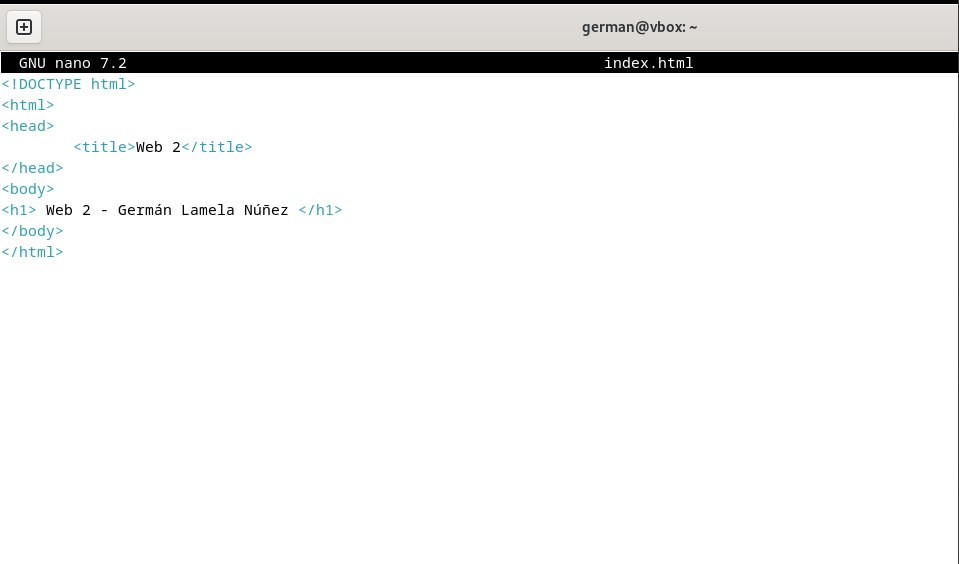 german@vbox: ~
GNU nano 7.2 index.html
<!DOCTYPE html>
<html>
<head>
<title>Web 2</title>
</head>
<body>
<h1> Web 2 - Germán Lamela Núñez </h1>
</body>
</html>